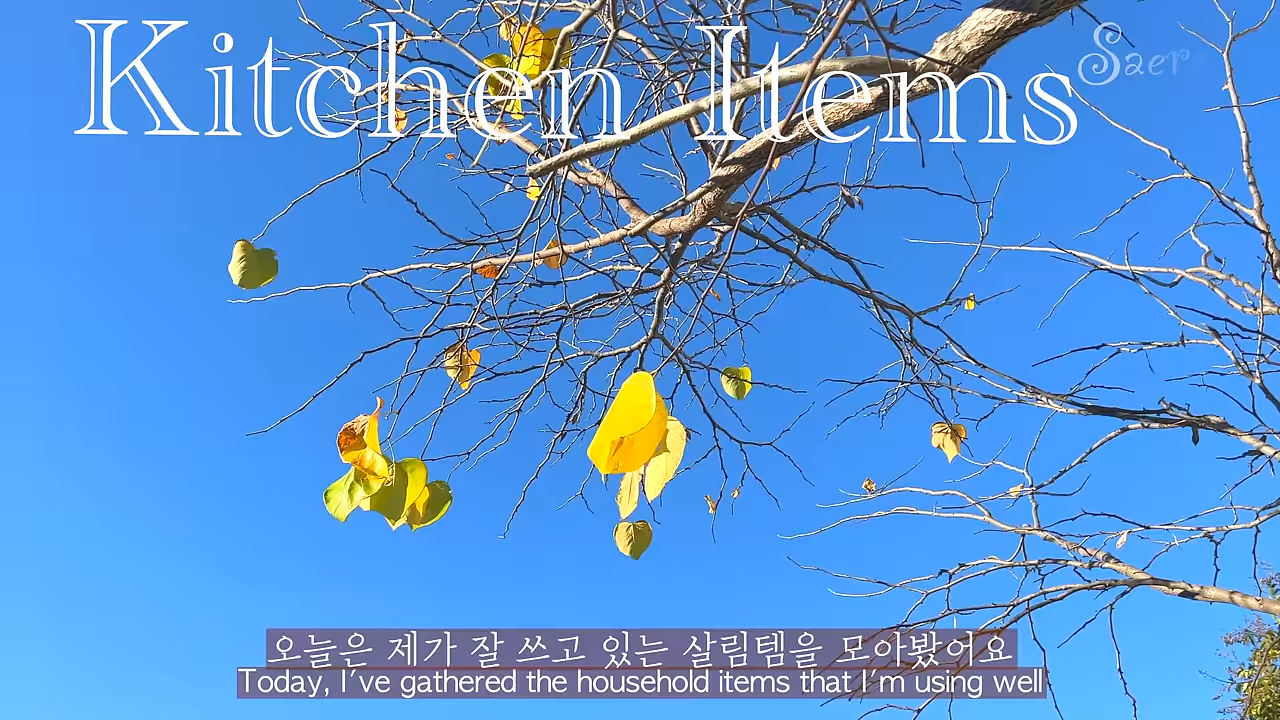 Kitchen Items
Saer
오늘은 제가 잘 쓰고 있는 살림템을 모아봤어요
Today, I've gathered the household items that I'm using well